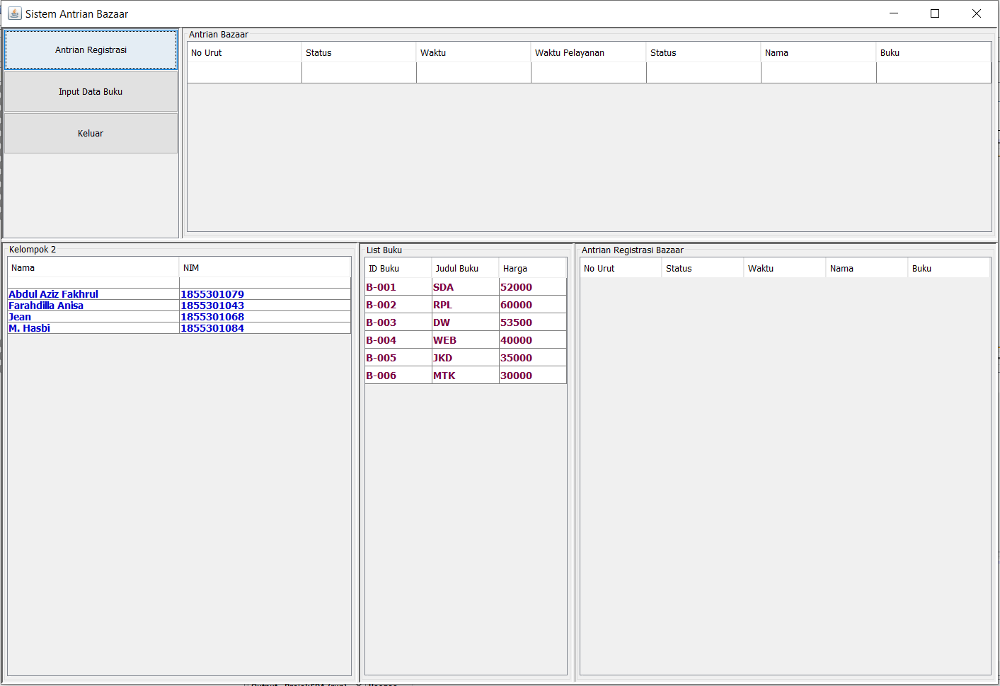 Sistem Antrian Bazaar
Antrian Registrasi
Input Data Buku
Keluar
Antrian Bazaar
No Urut Status Waktu Waktu Pelayanan Status Nama Buku
Kelompok 2
Nama NIM
Abdul Aziz Fakhrul 1855301079
Farahdilla Anisa 1855301043
Jean 1855301068
M. Hasbi 1855301084
List Buku
ID Buku Judul Buku Harga
B-001 SDA 52000
B-002 RPL 60000
B-003 DW 53500
B-004 WEB 40000
B-005 JKD 35000
B-006 MTK 30000
Antrian Registrasi Bazaar
No Urut Status Waktu Nama Buku